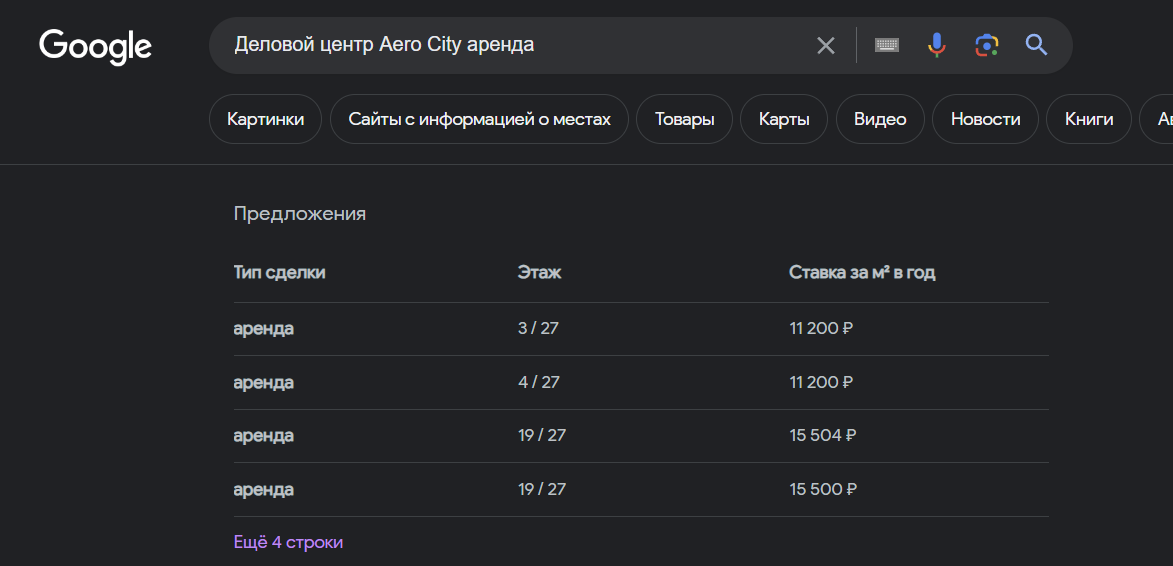 Google
Деловой центр Aero City аренда
Картинки Сайты с информацией о местах Товары Карты Видео Новости Книги
Предложения
Тип сделки Этаж Ставка за м² в год
аренда 3 / 27 11 200 ₽
аренда 4 / 27 11 200 ₽
аренда 19 / 27 15 504 ₽
аренда 19 / 27 15 500 ₽
Ещё 4 строки